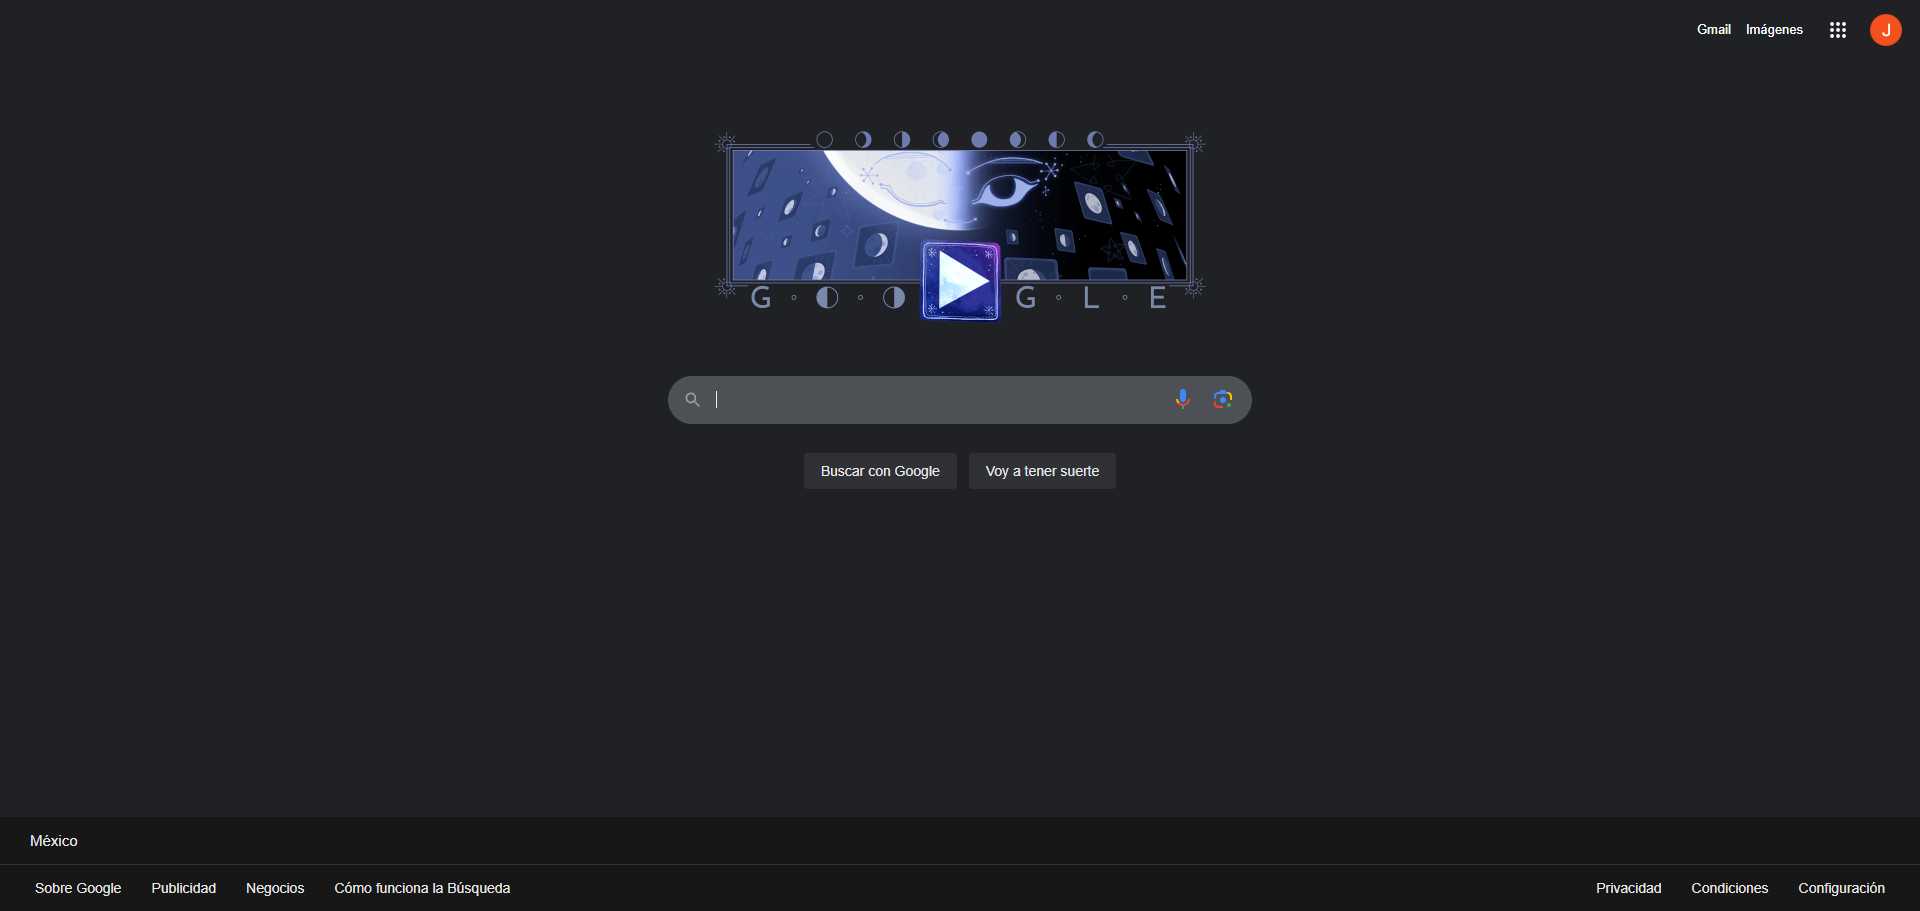 Gmail Imágenes J
G L E
Buscar con Google Voy a tener suerte
México
Sobre Google Publicidad Negocios Cómo funciona la Búsqueda Privacidad Condiciones Configuración